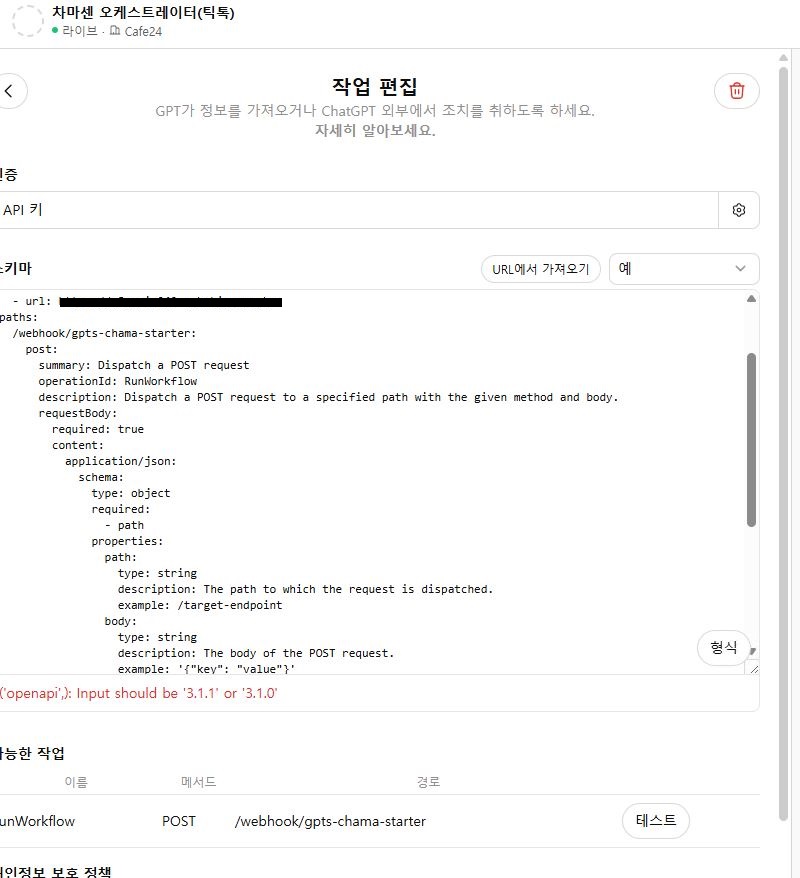 차마센 오케스트레이터(틱톡)
라이브 · Cafe24
작업 편집
GPT가 정보를 가져오거나 ChatGPT 외부에서 조치를 취하도록 하세요.
자세히 알아보세요.
인증
API 키
스키마
URL에서 가져오기
예
- url:
paths:
/webhook/gpts-chama-starter:
post:
summary: Dispatch a POST request
operationId: RunWorkflow
description: Dispatch a POST request to a specified path with the given method and body.
requestBody:
required: true
content:
application/json:
schema:
type: object
required:
- path
properties:
path:
type: string
description: The path to which the request is dispatched.
example: /target-endpoint
body:
type: string
description: The body of the POST request.
example: '{"key": "value"}'
형식
('openapi',): Input should be '3.1.1' or '3.1.0'
가능한 작업
이름 메서드 경로
unWorkflow POST /webhook/gpts-chama-starter 테스트
개인정보 보호 정책